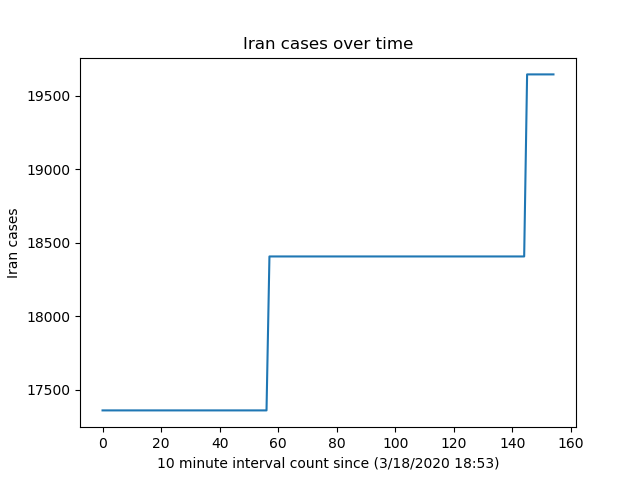 Iran cases over time
19500
19000
18500
18000
17500
Iran cases
0 20 40 60 80 100 120 140 160
10 minute interval count since (3/18/2020 18:53)